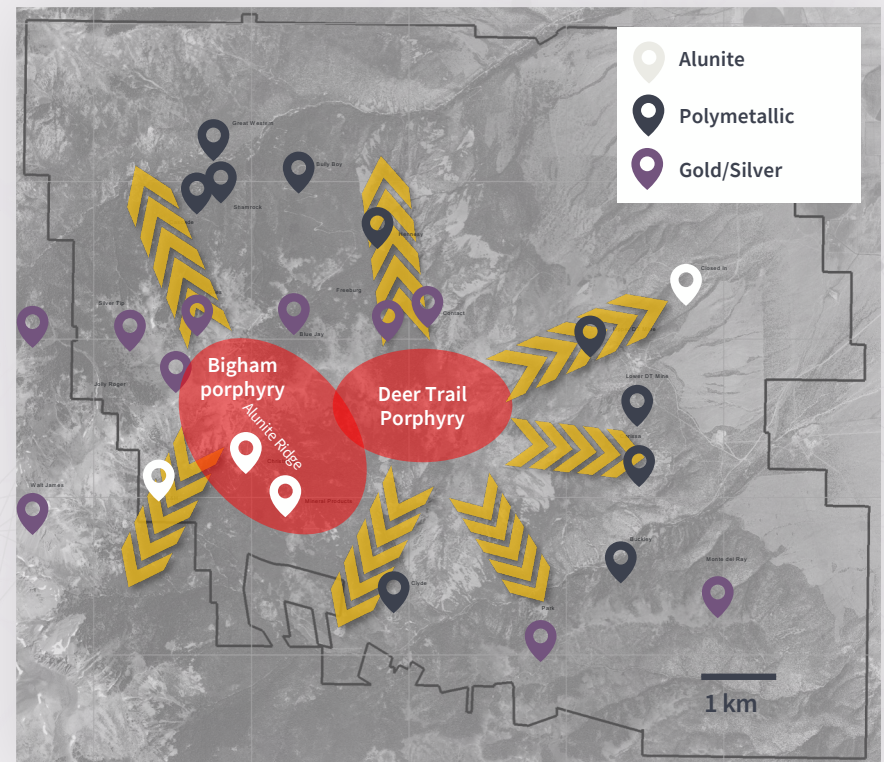 Alunite
Polymetallic
Gold/Silver
Great Western
Bully Boy
Shamrock
Closed In
Silver Tip
Freeburg
Contact
Blue Jay
Bigham
porphyry
Deer Trail
Porphyry
Lower DT Mine
Jolly Roger
Alunite Ridge
Wall James
Mineral Products
Monte del Ray
Clyde
Park
1 km